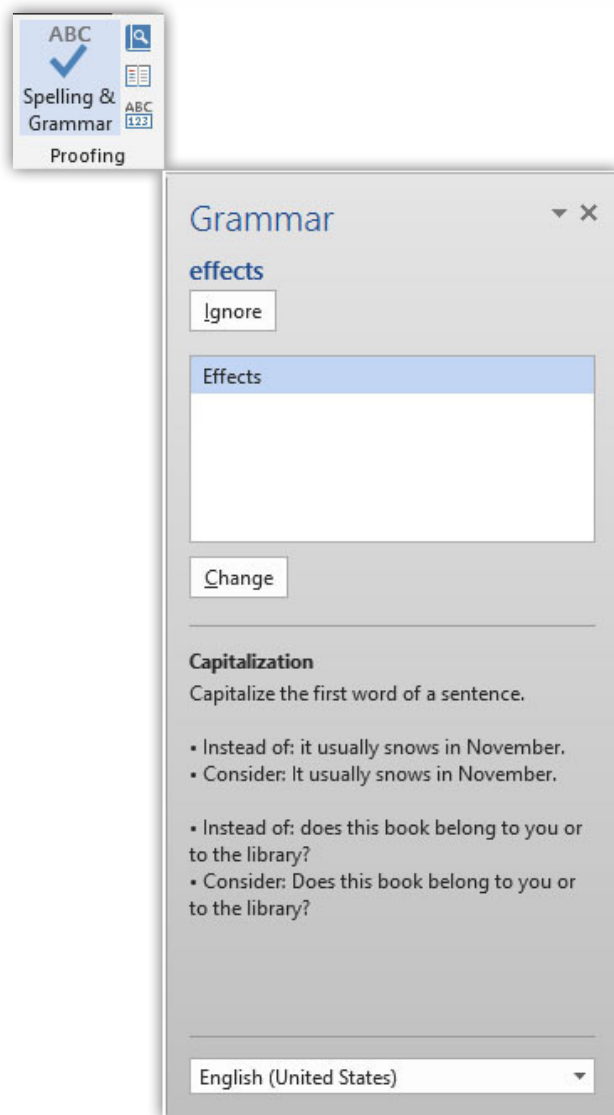 ABC
Spelling &
Grammar
ABC
123
Proofing
Grammar
effects
Ignore
Effects
Change
Capitalization
Capitalize the first word of a sentence.
• Instead of: it usually snows in November.
• Consider: It usually snows in November.
• Instead of: does this book belong to you or
to the library?
• Consider: Does this book belong to you or
to the library?
English (United States)